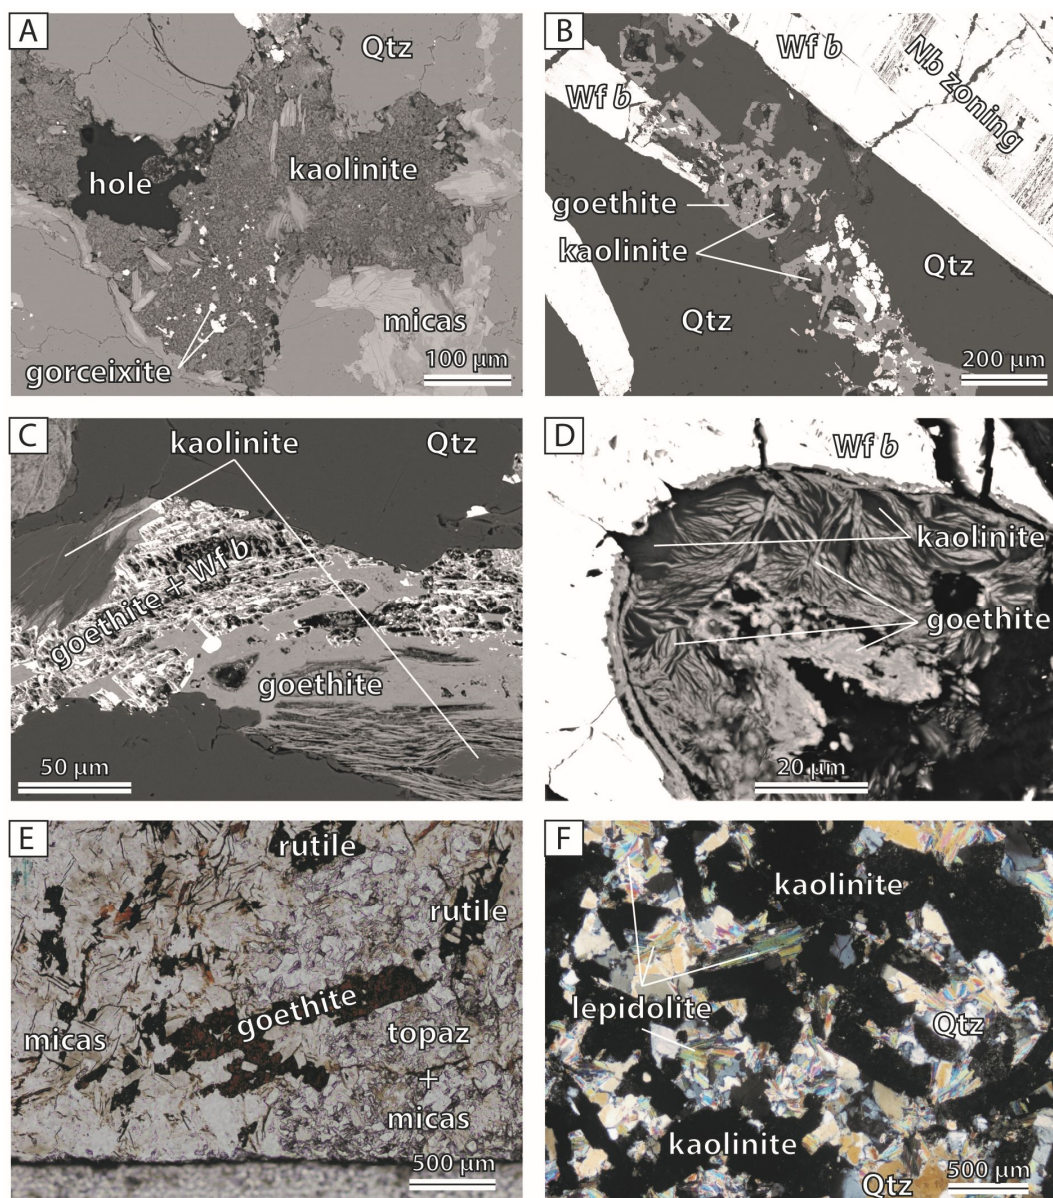 A
Qtz
hole
kaolinite
micas
gorceixite
100 µm
B
Wf b
Wf b
Nb zoning
goethite
kaolinite
Qtz
Qtz
200 µm
C
kaolinite
Qtz
goethite + Wf b
goethite
50 µm
D
Wf b
kaolinite
goethite
20 µm
E
rutile
rutile
goethite
micas
topaz
+
micas
500 µm
F
kaolinite
lepidolite
Qtz
kaolinite
Qtz
500 µm